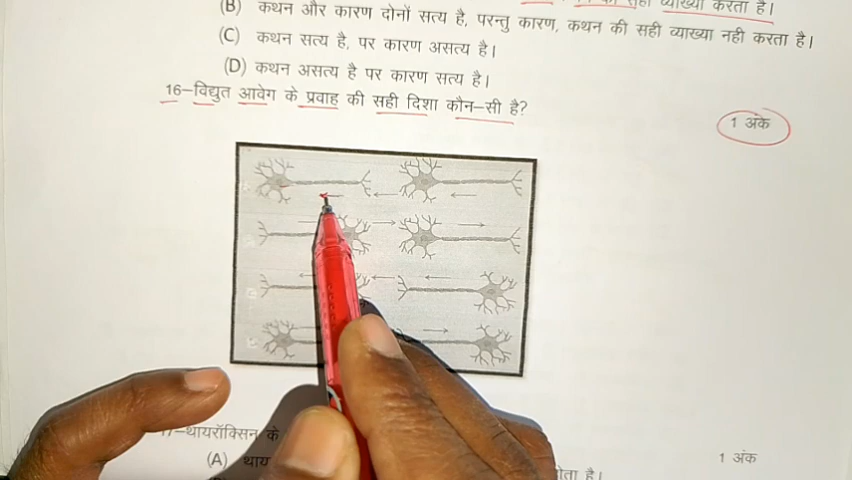 (B) कथन और कारण दोनों सत्य है, परन्तु कारण, कथन की सही व्याख्या नही करता है।
(C) कथन सत्य है, पर कारण असत्य है।
(D) कथन असत्य है पर कारण सत्य है।
16–विद्युत आवेग के प्रवाह की सही दिशा कौन–सी है?
1 अंक
–थायरॉक्सिन के
1 अंक
(A)
होता है।